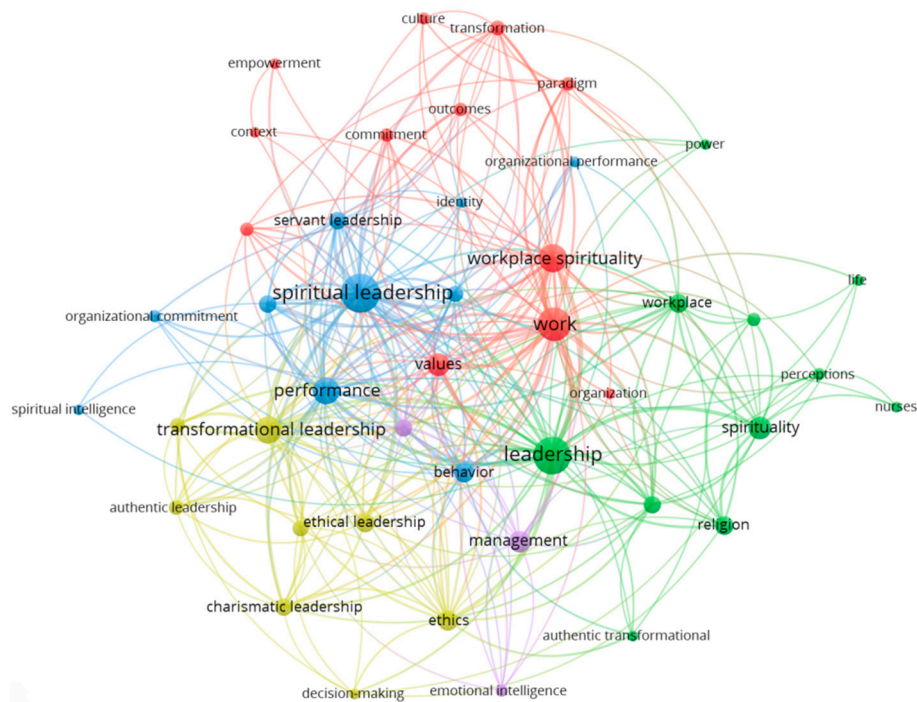 culture
transformation
empowerment
paradigm
outcomes
context
commitment
power
organizational performance
identity
servant leadership
workplace spirituality
life
spiritual leadership
workplace
organizational commitment
work
values
perceptions
performance
organization
spiritual intelligence
nurses
transformational leadership
spirituality
leadership
behavior
authentic leadership
ethical leadership
religion
management
charismatic leadership
ethics
authentic transformational
decision-making
emotional intelligence